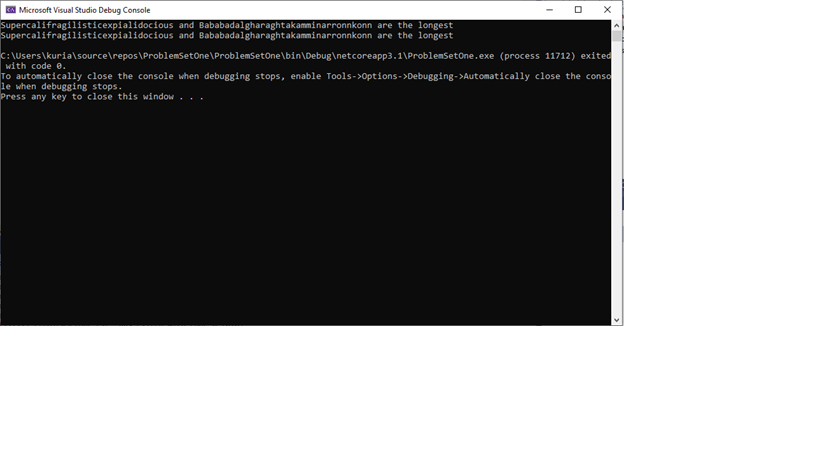 Microsoft Visual Studio Debug Console
Supercalifragilisticexpialidocious and Bababadalgharaghtakamminarronnkonn are the longest
Supercalifragilisticexpialidocious and Bababadalgharaghtakamminarronnkonn are the longest
C:\Users\kuria\source\repos\ProblemSetOne\ProblemSetOne\bin\Debug\netcoreapp3.1\ProblemSetOne.exe (process 11712) exited
with code 0.
To automatically close the console when debugging stops, enable Tools->Options->Debugging->Automatically close the conso
le when debugging stops.
Press any key to close this window . . .